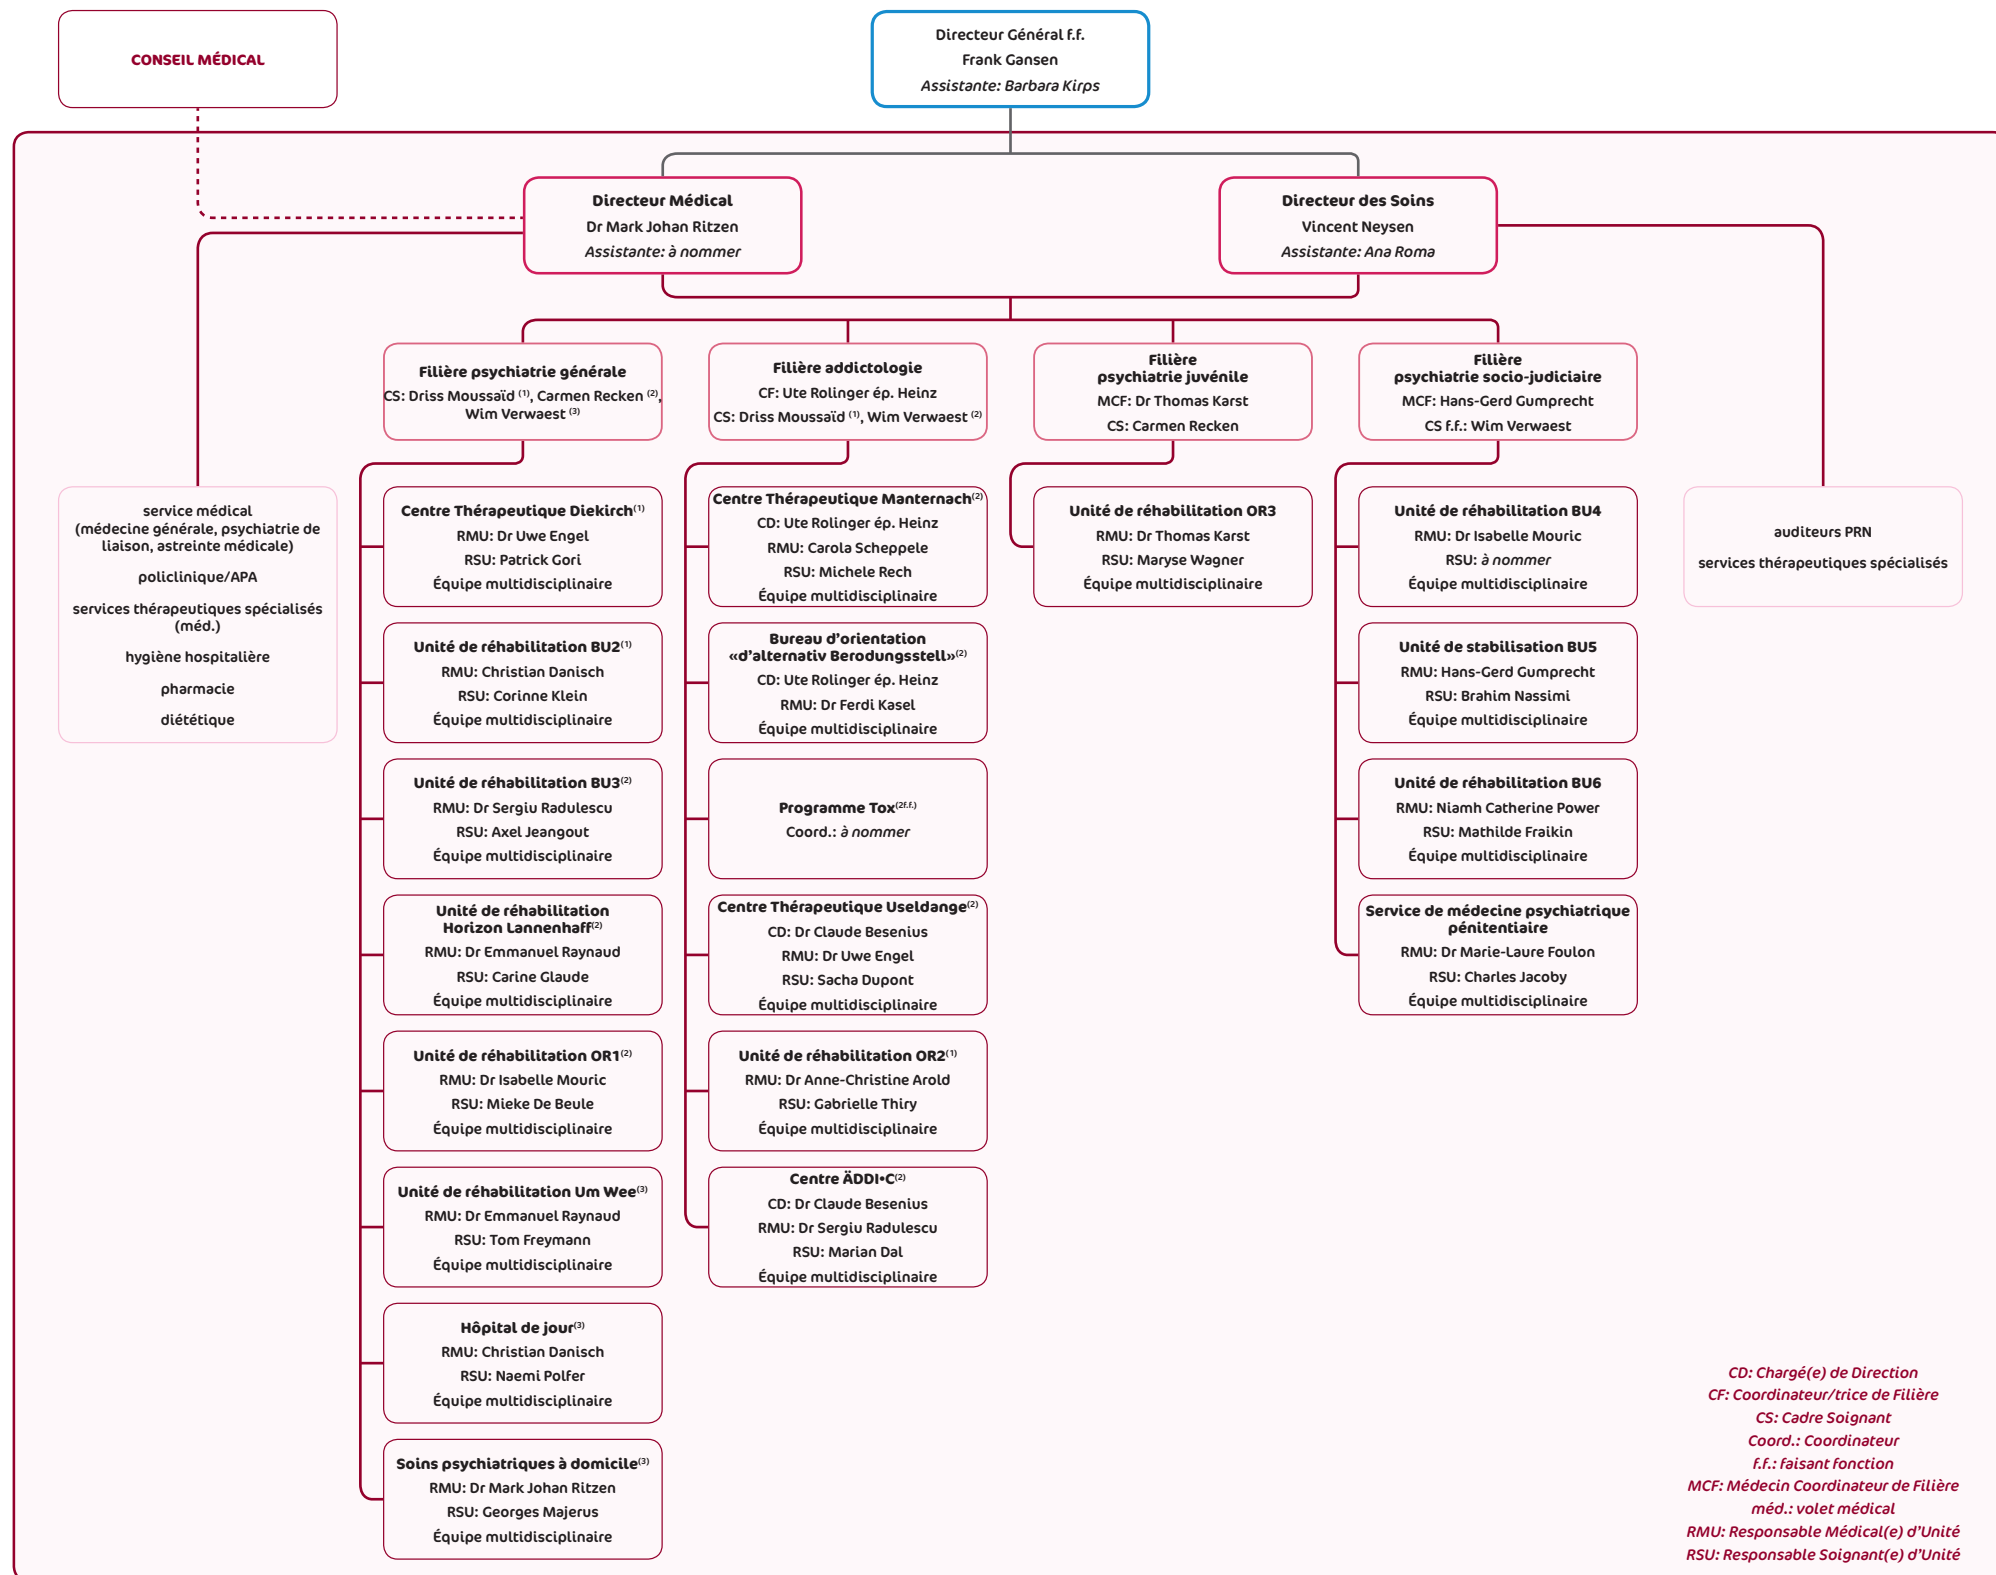 CONSEIL MÉDICAL
Directeur Général f.f.
Frank Gansen
Assistante: Barbara Kirps
Directeur Médical
Dr Mark Johan Ritzen
Assistante: à nommer
Directeur des Soins
Vincent Neysen
Assistante: Ana Roma
Filière psychiatrie générale
CS: Driss Moussaïd (1), Carmen Recken (2),
Wim Verwaest (3)
Filière addictologie
CF: Ute Rolinger ép. Heinz
CS: Driss Moussaïd (1), Wim Verwaest (2)
Filière
psychiatrie juvénile
MCF: Dr Thomas Karst
CS: Carmen Recken
Filière
psychiatrie socio-judiciaire
MCF: Hans-Gerd Gumprecht
CS f.f.: Wim Verwaest
service médical
(médecine générale, psychiatrie de
liaison, astreinte médicale)
policlinique/APA
services thérapeutiques spécialisés
(méd.)
hygiène hospitalière
pharmacie
diététique
Centre Thérapeutique Diekirch(1)
RMU: Dr Uwe Engel
RSU: Patrick Gori
Équipe multidisciplinaire
Unité de réhabilitation BU2(1)
RMU: Christian Danisch
RSU: Corinne Klein
Équipe multidisciplinaire
Unité de réhabilitation BU3(2)
RMU: Dr Sergiu Radulescu
RSU: Axel Jeangout
Équipe multidisciplinaire
Unité de réhabilitation
Horizon Lannenhaff(2)
RMU: Dr Emmanuel Raynaud
RSU: Carine Glaude
Équipe multidisciplinaire
Unité de réhabilitation OR1(2)
RMU: Dr Isabelle Mouric
RSU: Mieke De Beule
Équipe multidisciplinaire
Unité de réhabilitation Um Wee(3)
RMU: Dr Emmanuel Raynaud
RSU: Tom Freymann
Équipe multidisciplinaire
Hôpital de jour(3)
RMU: Christian Danisch
RSU: Naemi Polfer
Équipe multidisciplinaire
Soins psychiatriques à domicile(3)
RMU: Dr Mark Johan Ritzen
RSU: Georges Majerus
Équipe multidisciplinaire
Centre Thérapeutique Manternach(2)
CD: Ute Rolinger ép. Heinz
RMU: Carola Scheppele
RSU: Michele Rech
Équipe multidisciplinaire
Bureau d'orientation
«d'alternativ Berodungsstell»(2)
CD: Ute Rolinger ép. Heinz
RMU: Dr Ferdi Kasel
Équipe multidisciplinaire
Programme Tox(2f.f.)
Coord.: à nommer
Centre Thérapeutique Useldange(2)
CD: Dr Claude Besenius
RMU: Dr Uwe Engel
RSU: Sacha Dupont
Équipe multidisciplinaire
Unité de réhabilitation OR2(1)
RMU: Dr Anne-Christine Arold
RSU: Gabrielle Thiry
Équipe multidisciplinaire
Centre ÄDDI•C(2)
CD: Dr Claude Besenius
RMU: Dr Sergiu Radulescu
RSU: Marian Dal
Équipe multidisciplinaire
Unité de réhabilitation OR3
RMU: Dr Thomas Karst
RSU: Maryse Wagner
Équipe multidisciplinaire
Unité de réhabilitation BU4
RMU: Dr Isabelle Mouric
RSU: à nommer
Équipe multidisciplinaire
Unité de stabilisation BU5
RMU: Hans-Gerd Gumprecht
RSU: Brahim Nassimi
Équipe multidisciplinaire
Unité de réhabilitation BU6
RMU: Niamh Catherine Power
RSU: Mathilde Fraikin
Équipe multidisciplinaire
Service de médecine psychiatrique
pénitentiaire
RMU: Dr Marie-Laure Foulon
RSU: Charles Jacoby
Équipe multidisciplinaire
auditeurs PRN
services thérapeutiques spécialisés
CD: Chargé(e) de Direction
CF: Coordinateur/trice de Filière
CS: Cadre Soignant
Coord.: Coordinateur
f.f.: faisant fonction
MCF: Médecin Coordinateur de Filière
méd.: volet médical
RMU: Responsable Médical(e) d'Unité
RSU: Responsable Soignant(e) d'Unité